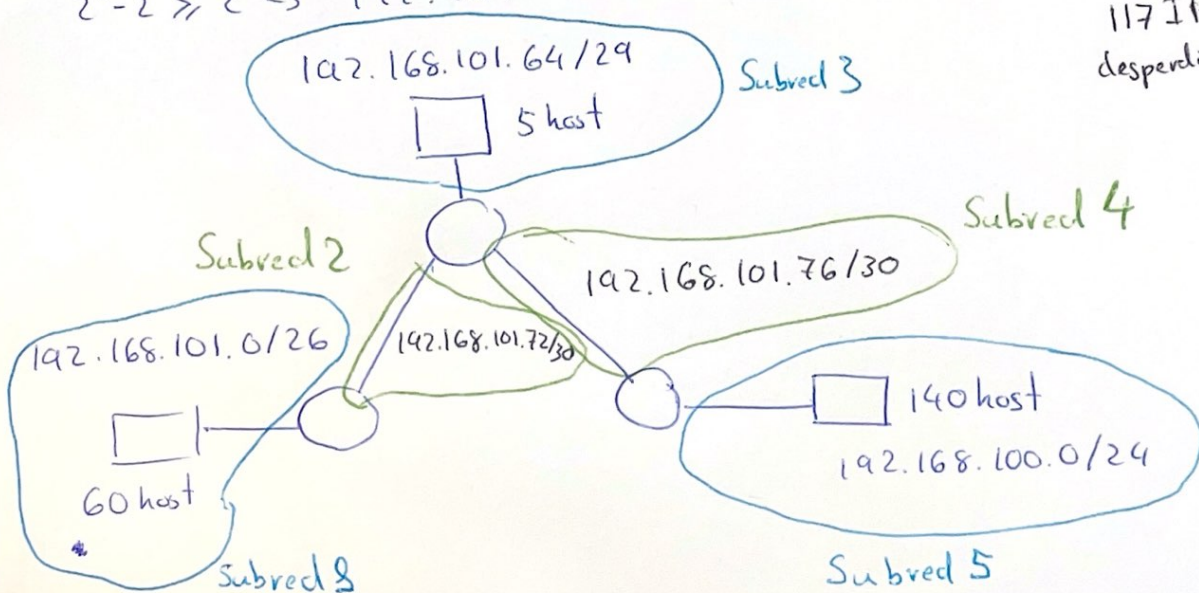 117
desperdi
192.168.101.64/29
Subred 3
5 host
Subred 4
Subred 2
192.168.101.76/30
192.168.101.0/26
192.168.101.72/30
140 host
192.168.100.0/24
60 host
Subred 5
Subred